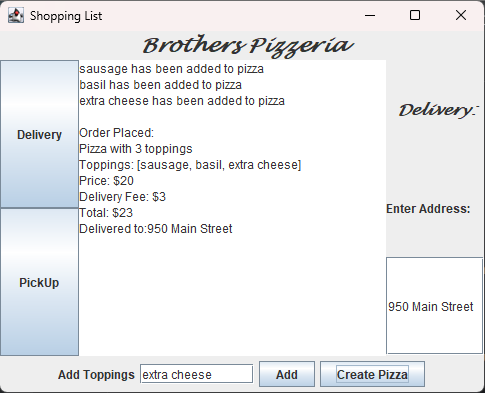 Shopping List
Brothers Pizzeria
Delivery
PickUp
sausage has been added to pizza
basil has been added to pizza
extra cheese has been added to pizza
Order Placed:
Pizza with 3 toppings
Toppings: [sausage, basil, extra cheese]
Price: $20
Delivery Fee: $3
Total: $23
Delivered to:950 Main Street
Delivery:
Enter Address:
950 Main Street
Add Toppings extra cheese Add Create Pizza